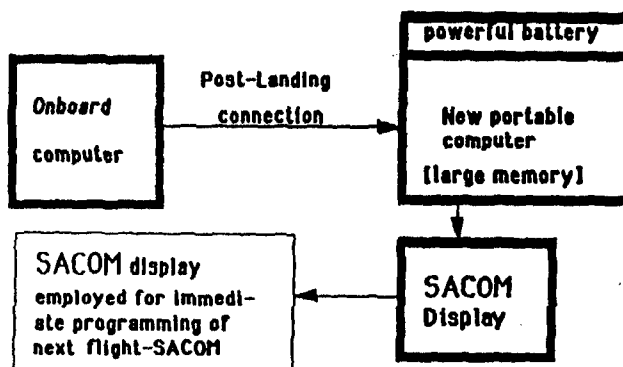 powerful battery
Onboard
computer
Post-Landing
connection
New portable
computer
[large memory]
SACOM display
employed for immedi-
ate programming of
next flight-SACOM
SACOM
Display